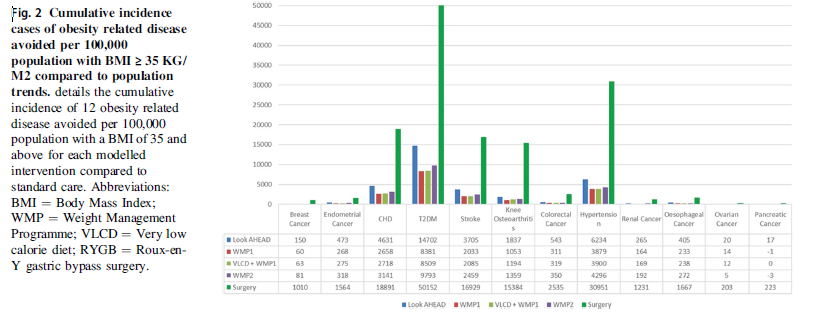 Fig. 2 Cumulative incidence
cases of obesity related disease
avoided per 100,000
population with BMI ≥ 35 KG/
M2 compared to population
trends. details the cumulative
incidence of 12 obesity related
disease avoided per 100,000
population with a BMI of 35 and
above for each modelled
intervention compared to
standard care. Abbreviations:
BMI = Body Mass Index;
WMP = Weight Management
Programme; VLCD = Very low
calorie diet; RYGB = Roux-en-
Y gastric bypass surgery.
50000
45000
40000
35000
30000
25000
20000
15000
10000
5000
0
Breast Cancer
Endometrial Cancer
CHD
T2DM
Stroke
Knee Osteoarthriti s
Colorectal Cancer
Hypertensio n
Renal Cancer
Oesophageal Cancer
Ovarian Cancer
Pancreatic Cancer
Look AHEAD 150 473 4631 14702 3705 1837 543 6234 265 405 20 17
WMP1 60 268 2658 8381 2033 1053 311 3879 164 233 14 -1
VLCD + WMP1 63 275 2718 8509 2085 1194 319 3900 169 238 12 0
WMP2 81 318 3141 9793 2459 1359 350 4296 192 272 5 -3
Surgery 1010 1564 18891 50152 16929 15384 2535 30951 1231 1667 203 223
Look AHEAD WMP1 VLCD + WMP1 WMP2 Surgery